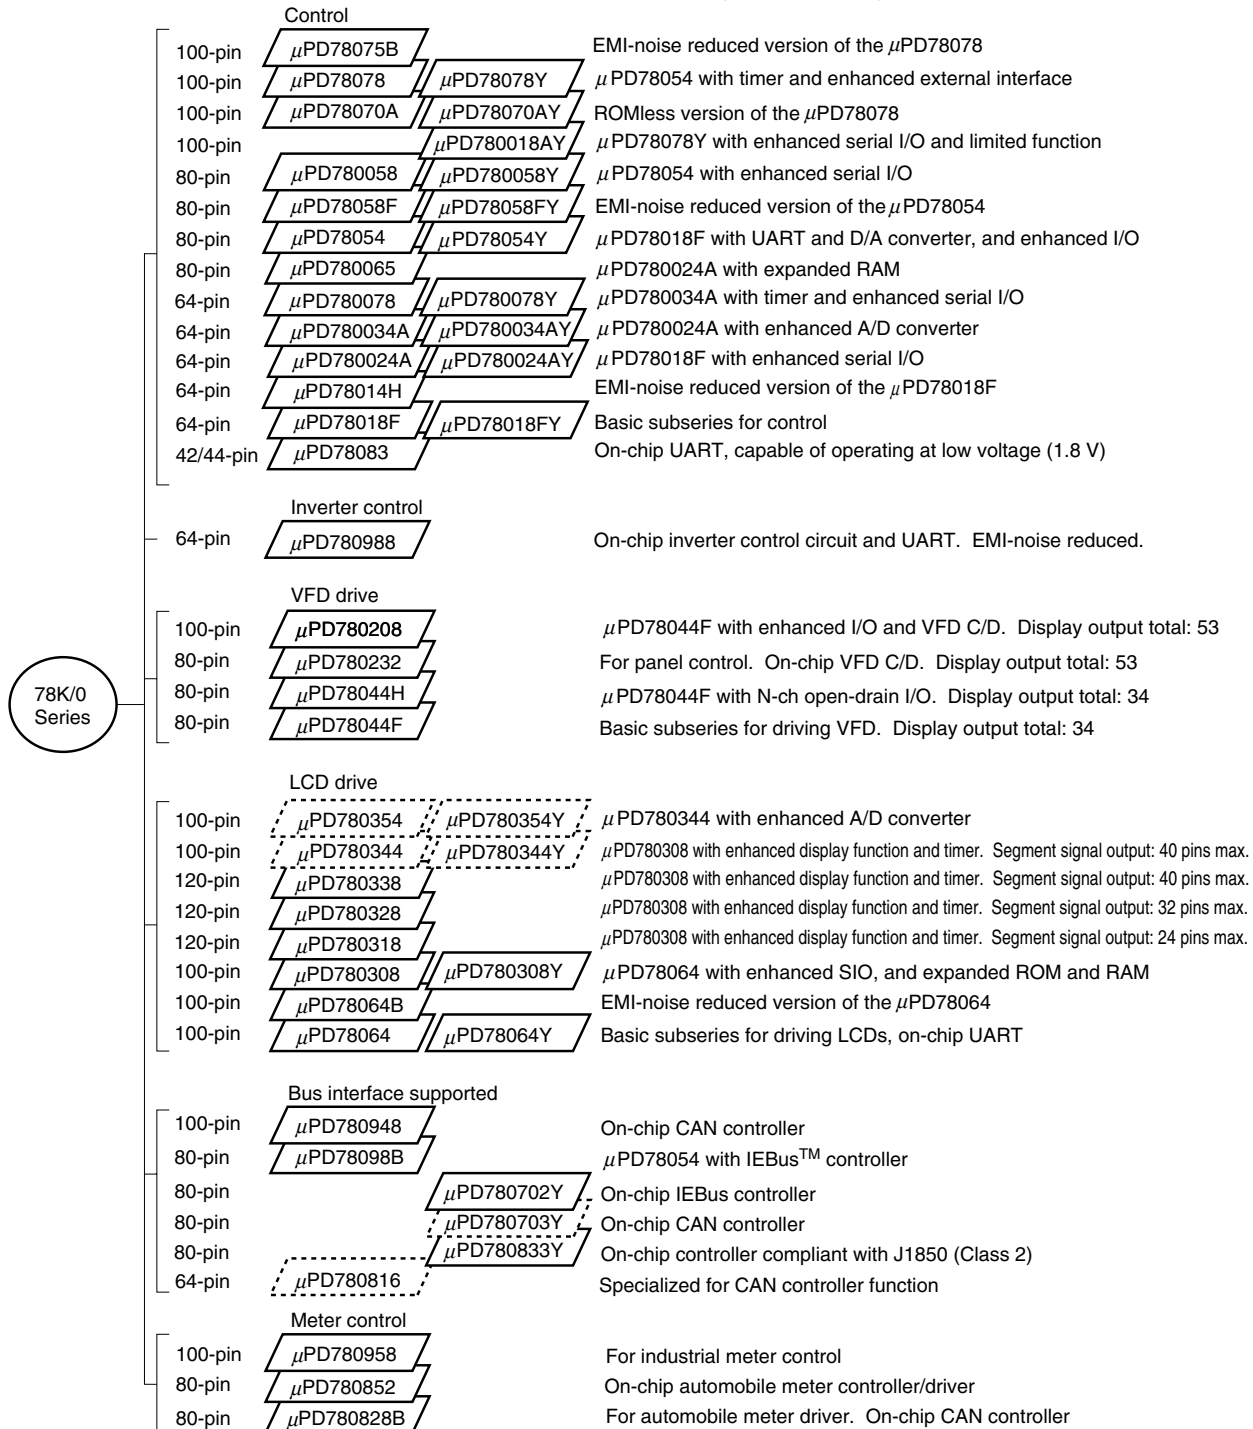 Control
100-pin μPD78075B EMI-noise reduced version of the μPD78078
100-pin μPD78078 μPD78078Y μPD78054 with timer and enhanced external interface
100-pin μPD78070A μPD78070AY ROMless version of the μPD78078
100-pin μPD780018AY μPD78078Y with enhanced serial I/O and limited function
80-pin μPD780058 μPD780058Y μPD78054 with enhanced serial I/O
80-pin μPD78058F μPD78058FY EMI-noise reduced version of the μPD78054
80-pin μPD78054 μPD78054Y μPD78018F with UART and D/A converter, and enhanced I/O
80-pin μPD780065 μPD780024A with expanded RAM
64-pin μPD780078 μPD780078Y μPD780034A with timer and enhanced serial I/O
64-pin μPD780034A μPD780034AY μPD780024A with enhanced A/D converter
64-pin μPD780024A μPD780024AY μPD78018F with enhanced serial I/O
64-pin μPD78014H EMI-noise reduced version of the μPD78018F
64-pin μPD78018F μPD78018FY Basic subseries for control
42/44-pin μPD78083 On-chip UART, capable of operating at low voltage (1.8 V)
Inverter control
64-pin μPD780988 On-chip inverter control circuit and UART. EMI-noise reduced.
VFD drive
100-pin μPD780208 μPD78044F with enhanced I/O and VFD C/D. Display output total: 53
80-pin μPD780232 For panel control. On-chip VFD C/D. Display output total: 53
80-pin μPD78044H μPD78044F with N-ch open-drain I/O. Display output total: 34
80-pin μPD78044F Basic subseries for driving VFD. Display output total: 34
78K/0
Series
LCD drive
100-pin μPD780354 μPD780354Y μPD780344 with enhanced A/D converter
100-pin μPD780344 μPD780344Y μPD780308 with enhanced display function and timer. Segment signal output: 40 pins max.
120-pin μPD780338 μPD780308 with enhanced display function and timer. Segment signal output: 40 pins max.
120-pin μPD780328 μPD780308 with enhanced display function and timer. Segment signal output: 32 pins max.
120-pin μPD780318 μPD780308 with enhanced display function and timer. Segment signal output: 24 pins max.
100-pin μPD780308 μPD780308Y μPD78064 with enhanced SIO, and expanded ROM and RAM
100-pin μPD78064B EMI-noise reduced version of the μPD78064
100-pin μPD78064 μPD78064Y Basic subseries for driving LCDs, on-chip UART
Bus interface supported
100-pin μPD780948 On-chip CAN controller
80-pin μPD78098B μPD78054 with IEBus™ controller
80-pin μPD780702Y On-chip IEBus controller
80-pin μPD780703Y On-chip CAN controller
80-pin μPD780833Y On-chip controller compliant with J1850 (Class 2)
64-pin μPD780816 Specialized for CAN controller function
Meter control
100-pin μPD780958 For industrial meter control
80-pin μPD780852 On-chip automobile meter controller/driver
80-pin μPD780828B For automobile meter driver. On-chip CAN controller